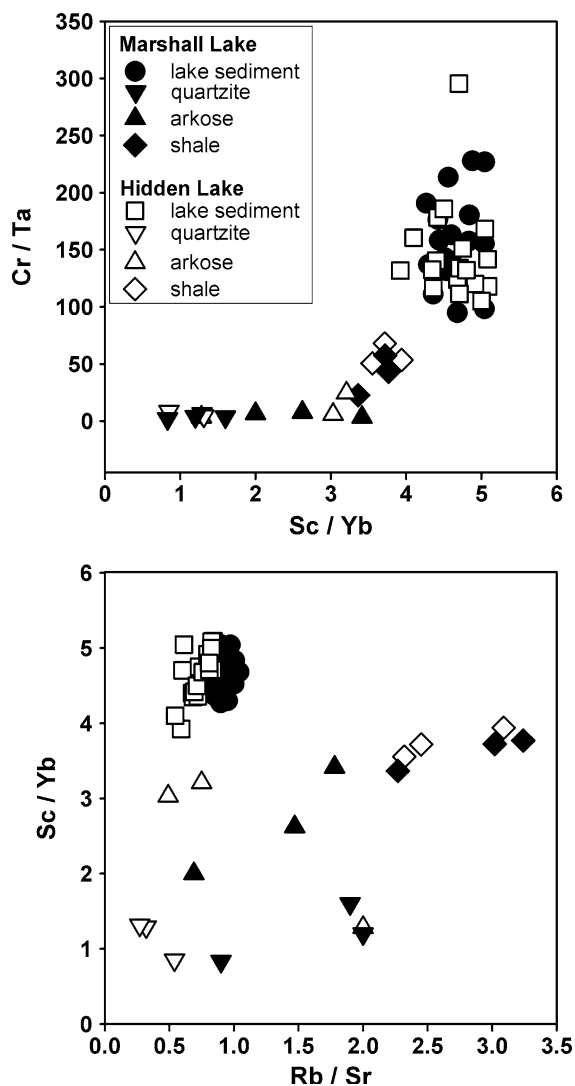 350
300
250
200
150
100
50
0
Cr / Ta
Marshall Lake
lake sediment
quartzite
arkose
shale
Hidden Lake
lake sediment
quartzite
arkose
shale
0 1 2 3 4 5 6
Sc / Yb
6
5
4
3
2
1
0
Sc / Yb
0.0 0.5 1.0 1.5 2.0 2.5 3.0 3.5
Rb / Sr